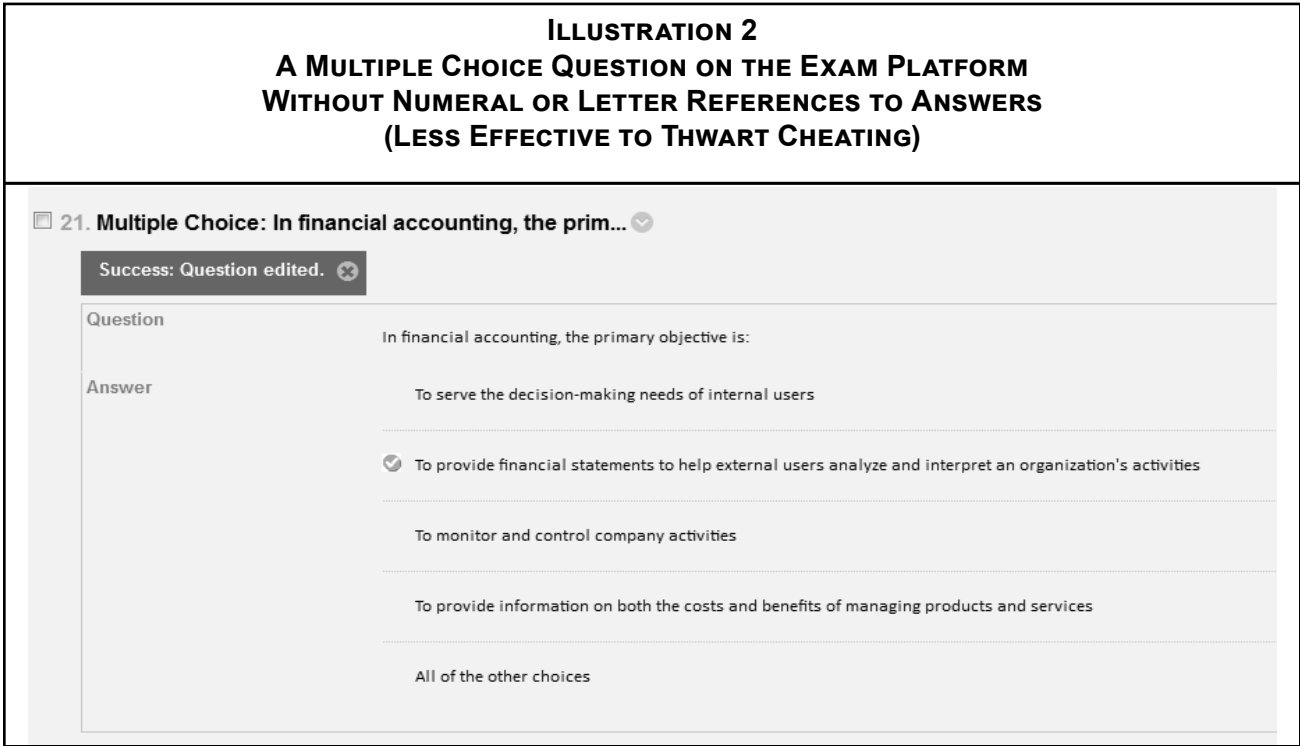 Illustration 2
A Multiple Choice Question on the Exam Platform
Without Numeral or Letter References to Answers
(Less Effective to Thwart Cheating)
21. Multiple Choice: In financial accounting, the prim...
Success: Question edited.
Question
In financial accounting, the primary objective is:
Answer
To serve the decision-making needs of internal users
To provide financial statements to help external users analyze and interpret an organization's activities
To monitor and control company activities
To provide information on both the costs and benefits of managing products and services
All of the other choices